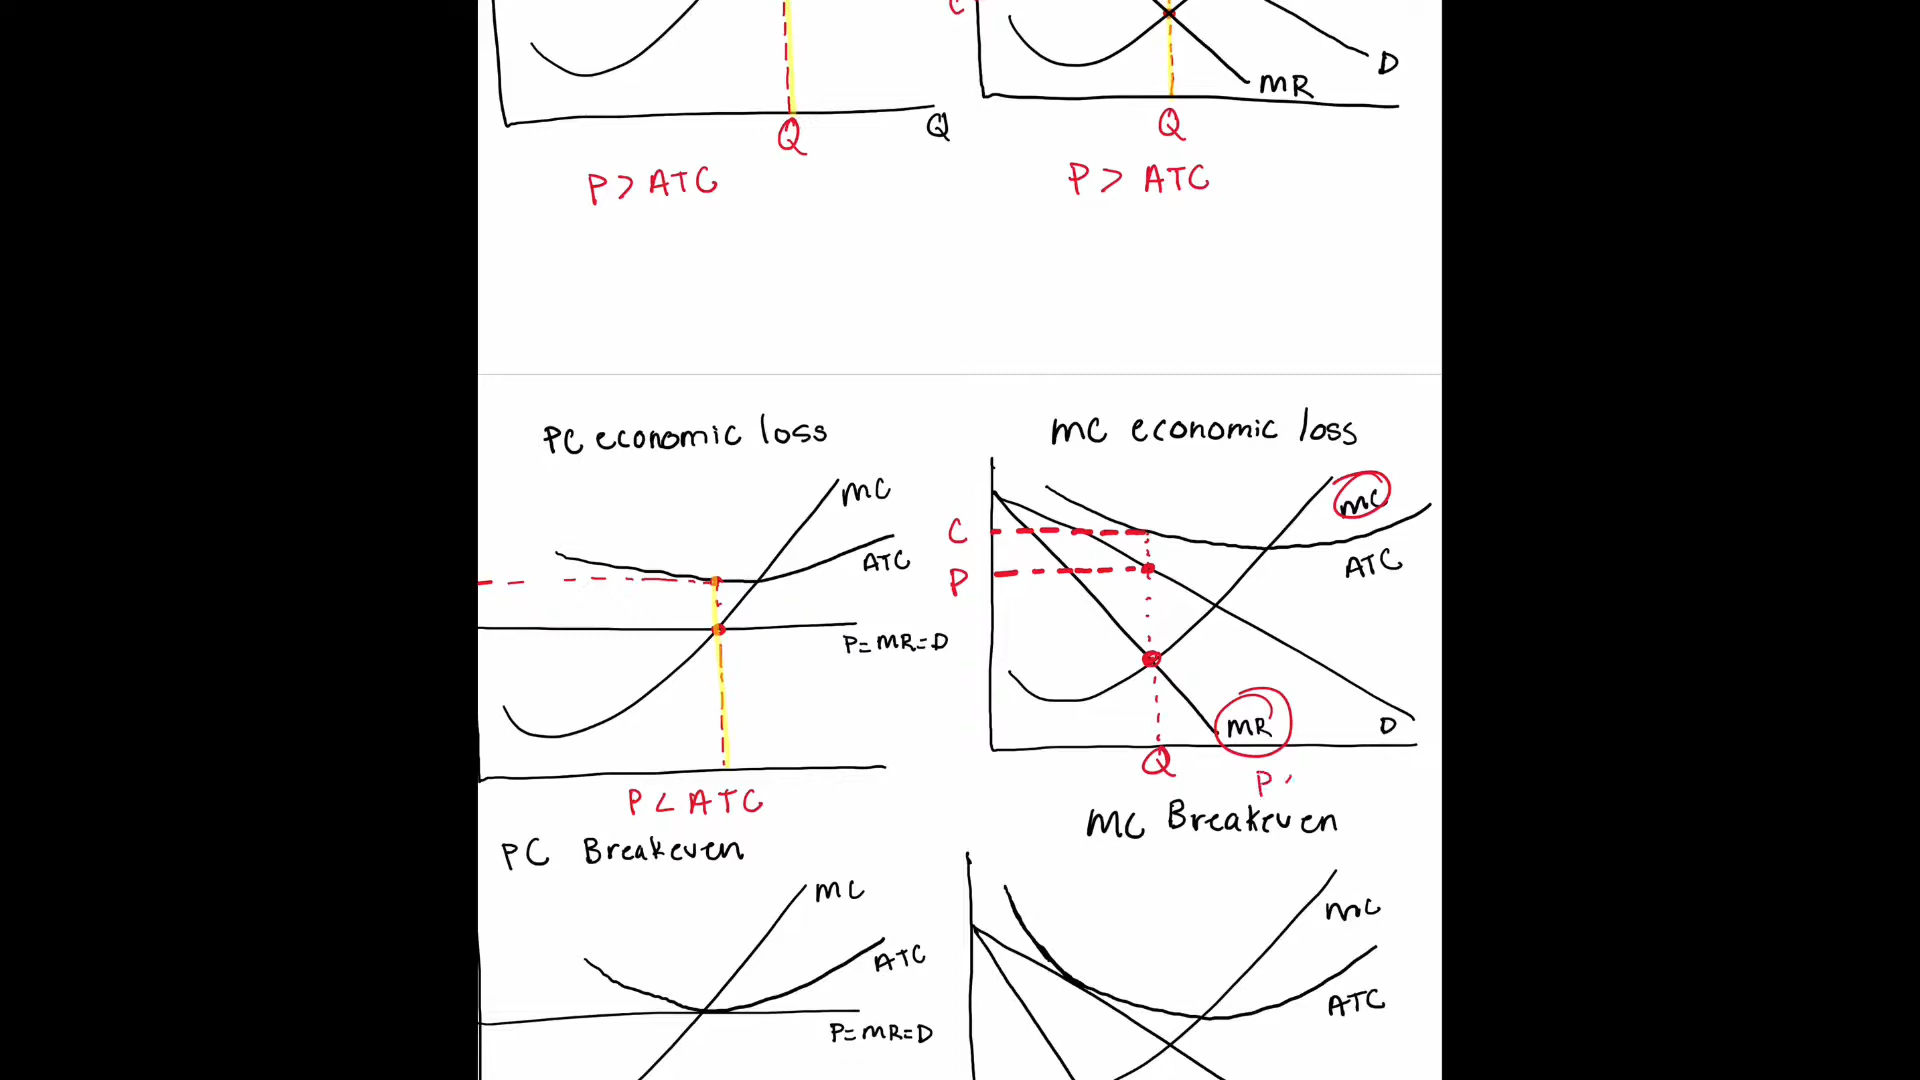 C
D
MR
Q
Q
Q
P > ATC
P > ATC
PC economic loss
mc economic loss
MC
ATC
P=MR=D
P < ATC
C
P
mc
ATC
MR
D
Q
P
PC Breakeven
MC Breakeven
MC
ATC
P=MR=D
MC
ATC